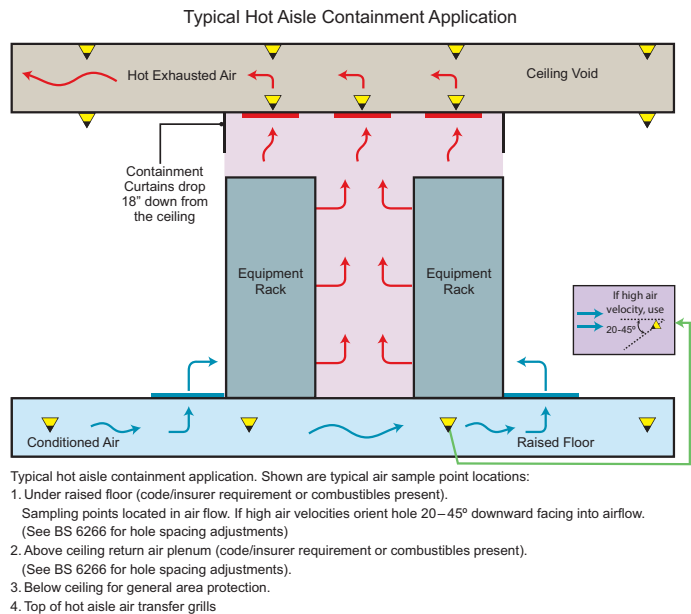 Typical Hot Aisle Containment Application
Hot Exhausted Air
Ceiling Void
Containment
Curtains drop
18” down from
the ceiling
Equipment
Rack
Equipment
Rack
If high air
velocity, use
20-45º
Conditioned Air
Raised Floor
Typical hot aisle containment application. Shown are typical air sample point locations:
1. Under raised floor (code/insurer requirement or combustibles present).
Sampling points located in air flow. If high air velocities orient hole 20–45º downward facing into airflow.
(See BS 6266 for hole spacing adjustments)
2. Above ceiling return air plenum (code/insurer requirement or combustibles present).
(See BS 6266 for hole spacing adjustments).
3. Below ceiling for general area protection.
4. Top of hot aisle air transfer grills